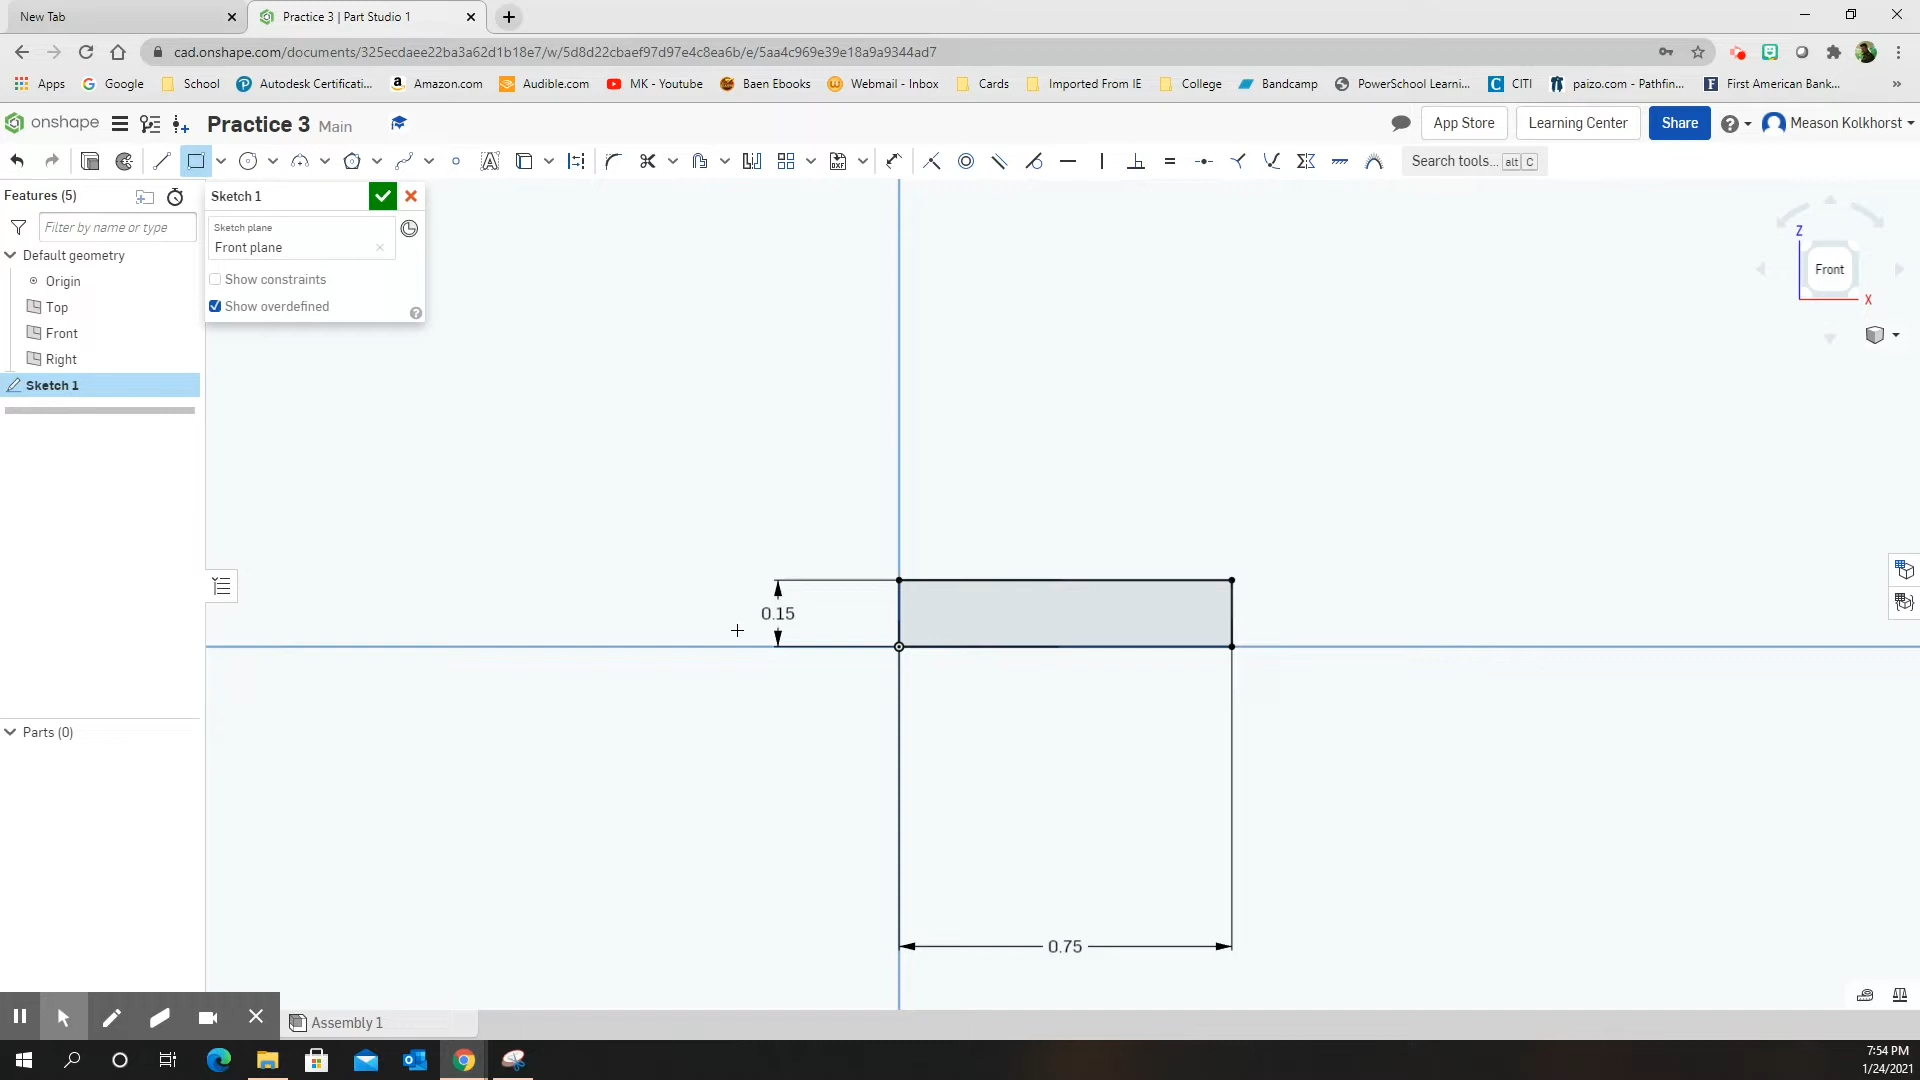 New Tab
Practice 3 | Part Studio 1
cad.onshape.com/documents/325ecdaee22ba3a62d1b18e7/w/5d8d22cbaef97d97e4c8ea6b/e/5aa4c969e39e18a9a9344ad7
Apps Google School Autodesk Certificati... Amazon.com Audible.com MK - Youtube Baen Ebooks Webmail - Inbox Cards Imported From IE College Bandcamp PowerSchool Learni... CITI paizo.com - Pathfin... First American Bank... »
onshape Practice 3 Main App Store Learning Center Share Meason Kolkhorst
Search tools... alt C
Features (5)
Filter by name or type
Default geometry
Origin
Top
Front
Right
Sketch 1
Parts (0)
Sketch 1
Sketch plane
Front plane
Show constraints
Show overdefined
Z
Front
X
0.15
0.75
Assembly 1
7:54 PM
1/24/2021